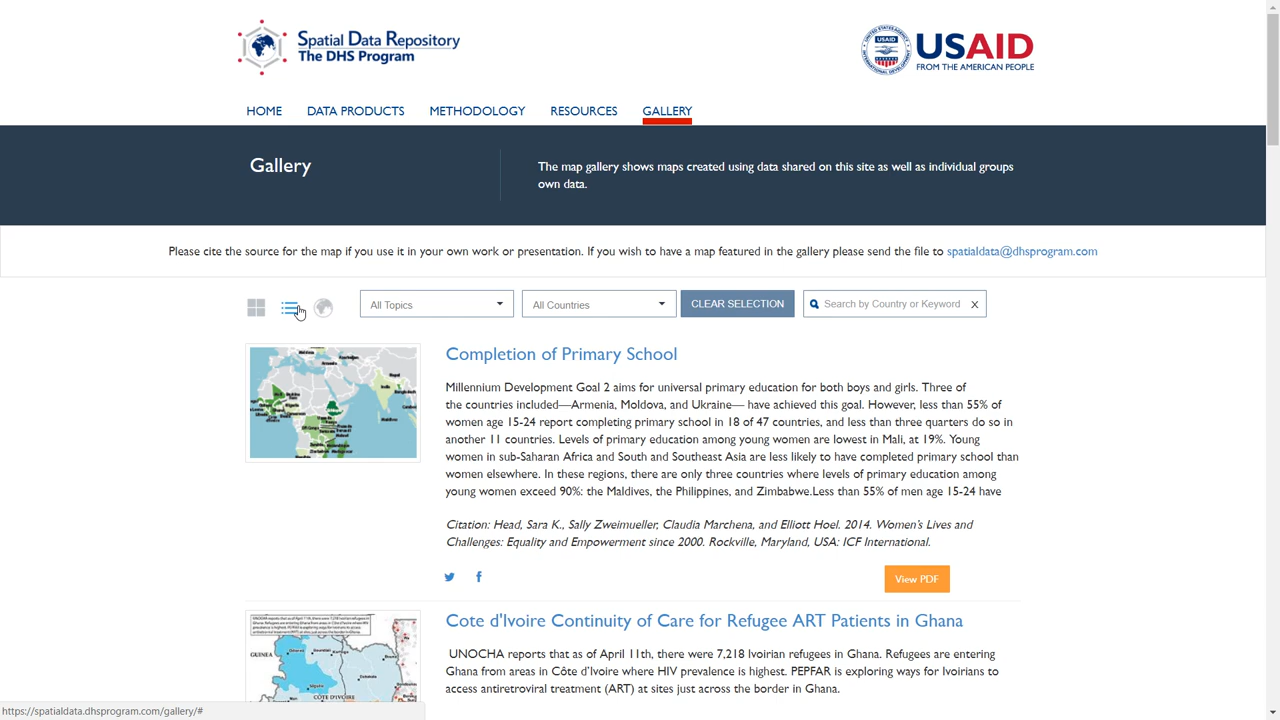 Spatial Data Repository
The DHS Program
USAID
FROM THE AMERICAN PEOPLE
HOME DATA PRODUCTS METHODOLOGY RESOURCES GALLERY
Gallery
The map gallery shows maps created using data shared on this site as well as individual groups
own data.
Please cite the source for the map if you use it in your own work or presentation. If you wish to have a map featured in the gallery please send the file to spatialdata@dhsprogram.com
All Topics All Countries CLEAR SELECTION Search by Country or Keyword
Completion of Primary School
Millennium Development Goal 2 aims for universal primary education for both boys and girls. Three of
the countries included—Armenia, Moldova, and Ukraine— have achieved this goal. However, less than 55% of
women age 15-24 report completing primary school in 18 of 47 countries, and less than three quarters do so in
another 11 countries. Levels of primary education among young women are lowest in Mali, at 19%. Young
women in sub-Saharan Africa and South and Southeast Asia are less likely to have completed primary school than
women elsewhere. In these regions, there are only three countries where levels of primary education among
young women exceed 90%: the Maldives, the Philippines, and Zimbabwe.Less than 55% of men age 15-24 have
Citation: Head, Sara K., Sally Zweimueller, Claudia Marchena, and Elliott Hoel. 2014. Women's Lives and
Challenges: Equality and Empowerment since 2000. Rockville, Maryland, USA: ICF International.
View PDF
Cote d'Ivoire Continuity of Care for Refugee ART Patients in Ghana
UNOCHA reports that as of April 11th, there were 7,218 Ivoirian refugees in Ghana. Refugees are entering
Ghana from areas in Côte d'Ivoire where HIV prevalence is highest. PEPFAR is exploring ways for Ivoirians to
access antiretroviral treatment (ART) at sites just across the border in Ghana.
GUINEA
CÔTE D'IVOIRE
https://spatialdata.dhsprogram.com/gallery/#